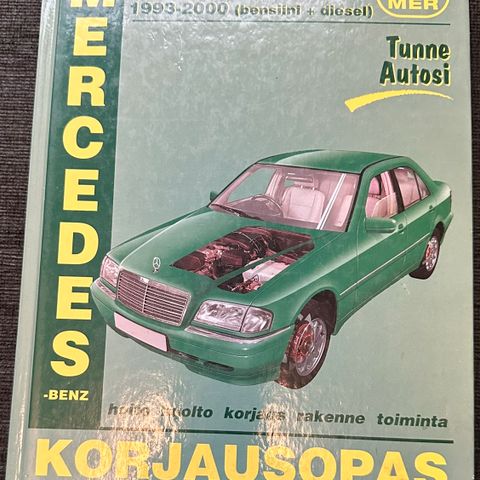 MERCEDES
-BENZ
1993-2000 (bensiini + diesel)
MER
Tunne
Autosi
hoito huolto korjaus rakenne toiminta
KORJAUSOPAS